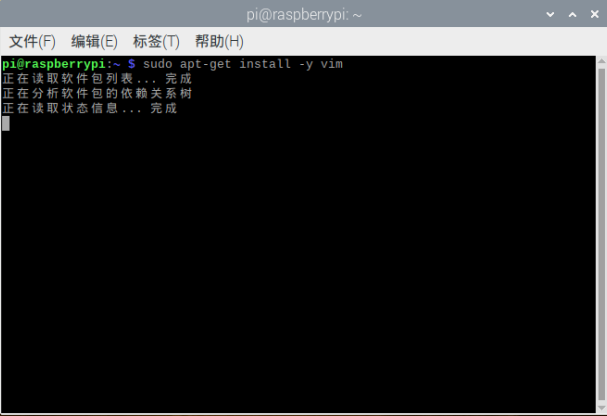 pi@raspberrypi: ~
文件(F) 编辑(E) 标签(T) 帮助(H)
pi@raspberrypi:~ $ sudo apt-get install -y vim
正在读取软件包列表... 完成
正在分析软件包的依赖关系树
正在读取状态信息... 完成